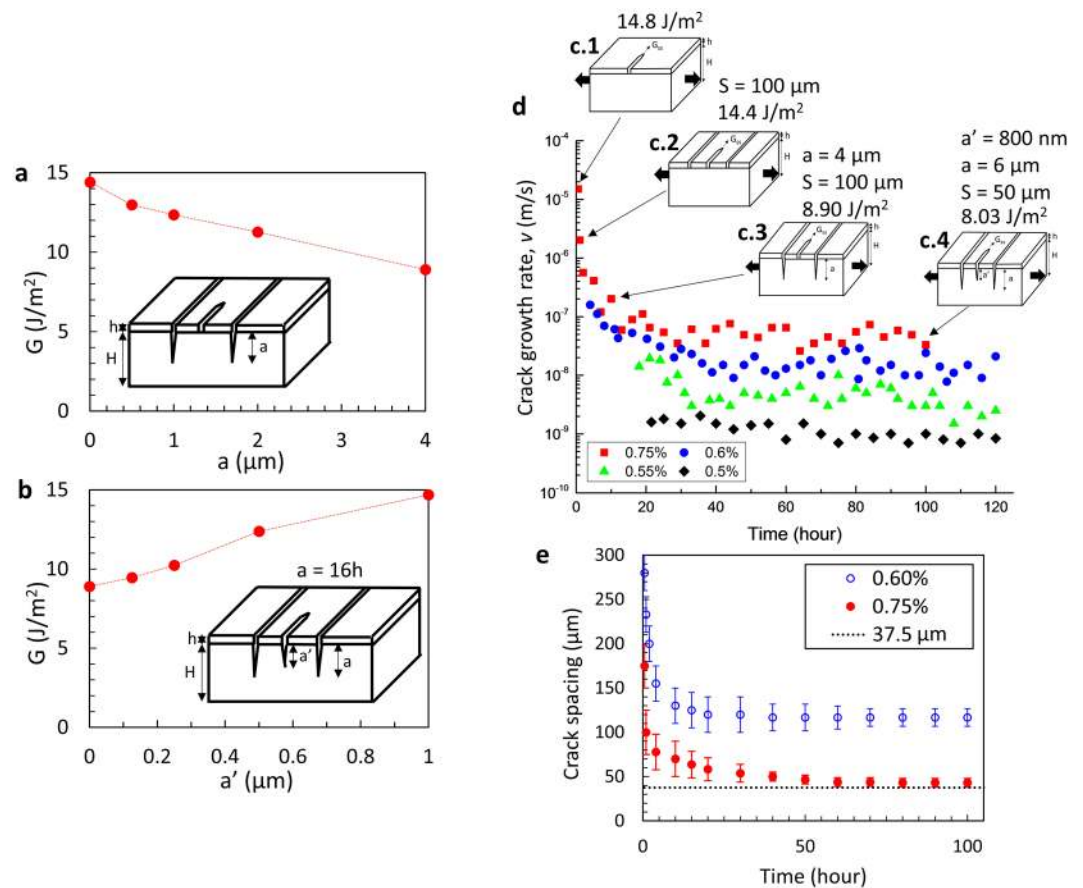 a
15
10
5
0
G (J/m²)
h
H
a
0
1
2
3
4
a (µm)
b
15
10
5
0
G (J/m²)
a = 16h
h
H
a'
a
0
0.2
0.4
0.6
0.8
1
a' (µm)
14.8 J/m²
c.1
h
H
S = 100 µm
14.4 J/m²
c.2
h
H
a = 4 µm
S = 100 µm
8.90 J/m²
c.3
h
H
a
a' = 800 nm
a = 6 µm
S = 50 µm
8.03 J/m²
c.4
h
H
a'
a
d
10⁻⁴
10⁻⁵
10⁻⁶
10⁻⁷
10⁻⁸
10⁻⁹
10⁻¹⁰
Crack growth rate, v (m/s)
0.75%
0.6%
0.55%
0.5%
0
20
40
60
80
100
120
Time (hour)
e
300
250
200
150
100
50
0
Crack spacing (µm)
0.60%
0.75%
37.5 µm
0
50
100
Time (hour)